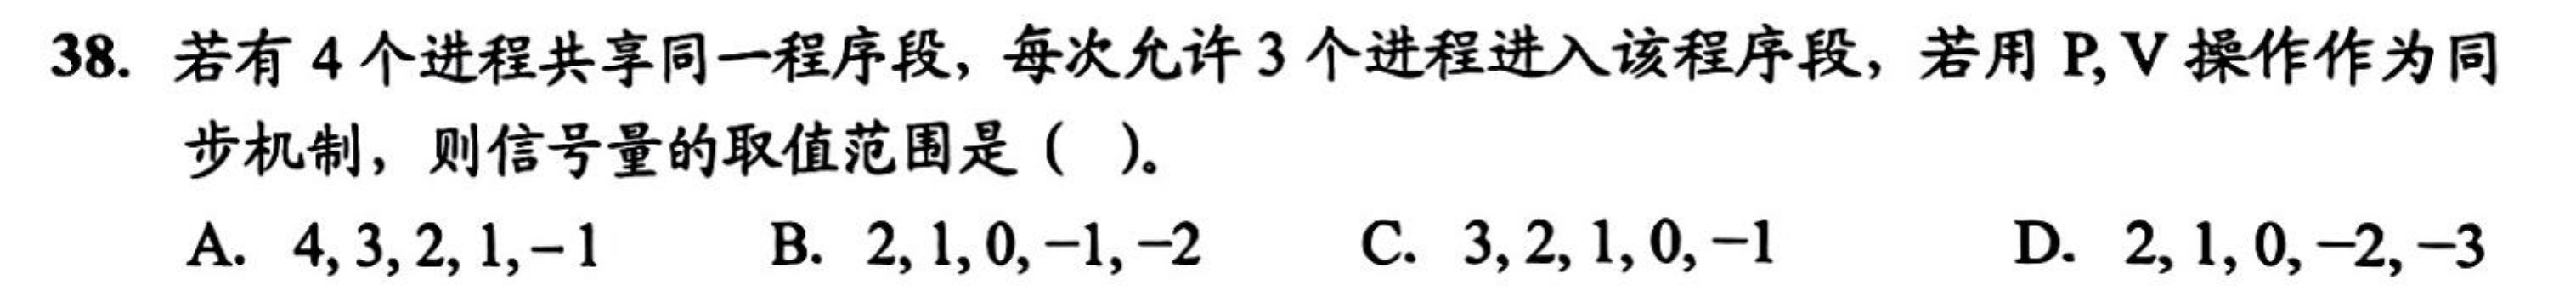 38. 若有 4 个进程共享同一程序段，每次允许 3 个进程进入该程序段，若用 P, V 操作作为同
步机制，则信号量的取值范围是（ ）。
A. 4, 3, 2, 1, −1 B. 2, 1, 0, −1, −2 C. 3, 2, 1, 0, −1 D. 2, 1, 0, −2, −3